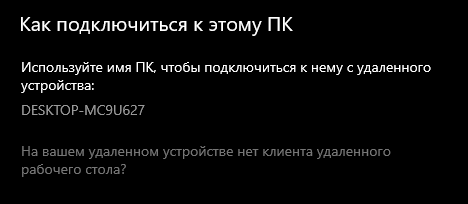 Как подключиться к этому ПК
Используйте имя ПК, чтобы подключиться к нему с удаленного
устройства:
DESKTOP-MC9U627
На вашем удаленном устройстве нет клиента удаленного
рабочего стола?